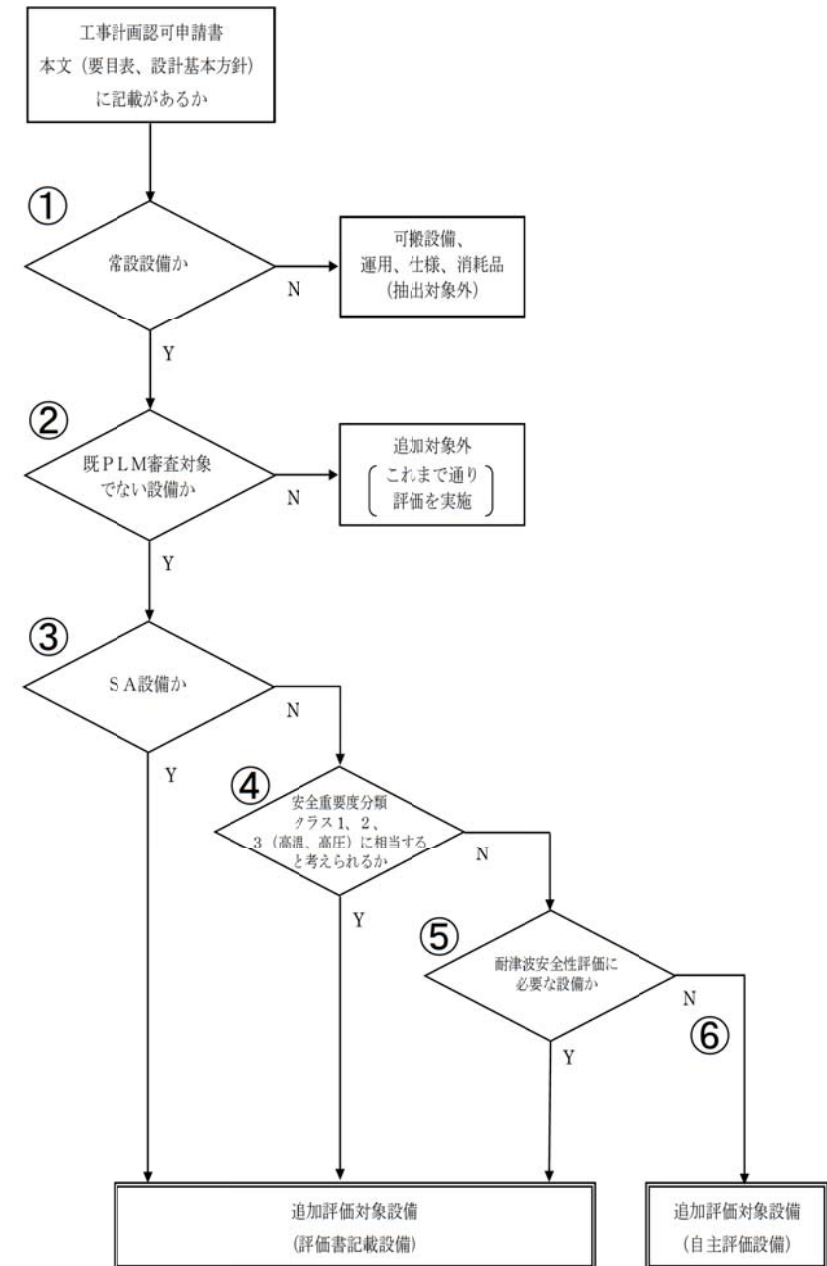 工事計画認可申請書
本文（要目表、設計基本方針）
に記載があるか
①
常設設備か
N
可搬設備、
運用、仕様、消耗品
（抽出対象外）
Y
②
既ＰＬＭ審査対象
でない設備か
N
追加対象外
これまで通り
評価を実施
Y
③
ＳＡ設備か
N
Y
④
安全重要度分類
クラス１、２、
３（高温、高圧）に相当する
と考えられるか
N
Y
⑤
耐津波安全性評価に
必要な設備か
N
⑥
Y
追加評価対象設備
（評価書記載設備）
追加評価対象設備
（自主評価設備）